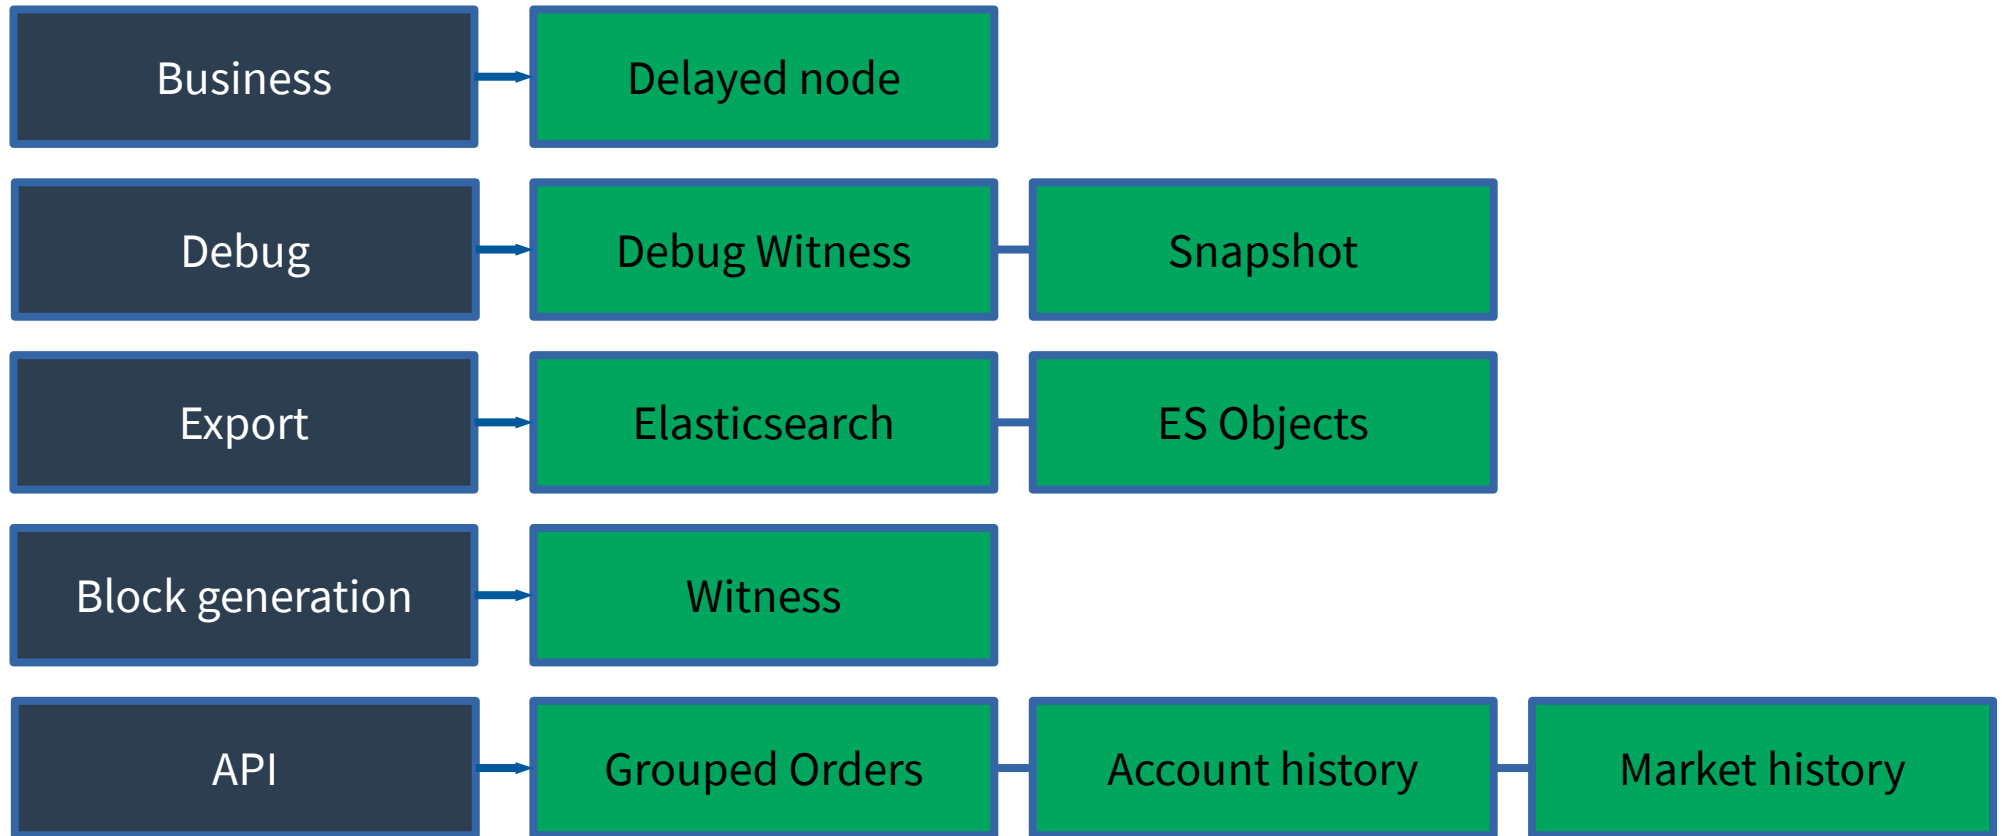 Business
Delayed node
Debug
Debug Witness
Snapshot
Export
Elasticsearch
ES Objects
Block generation
Witness
API
Grouped Orders
Account history
Market history